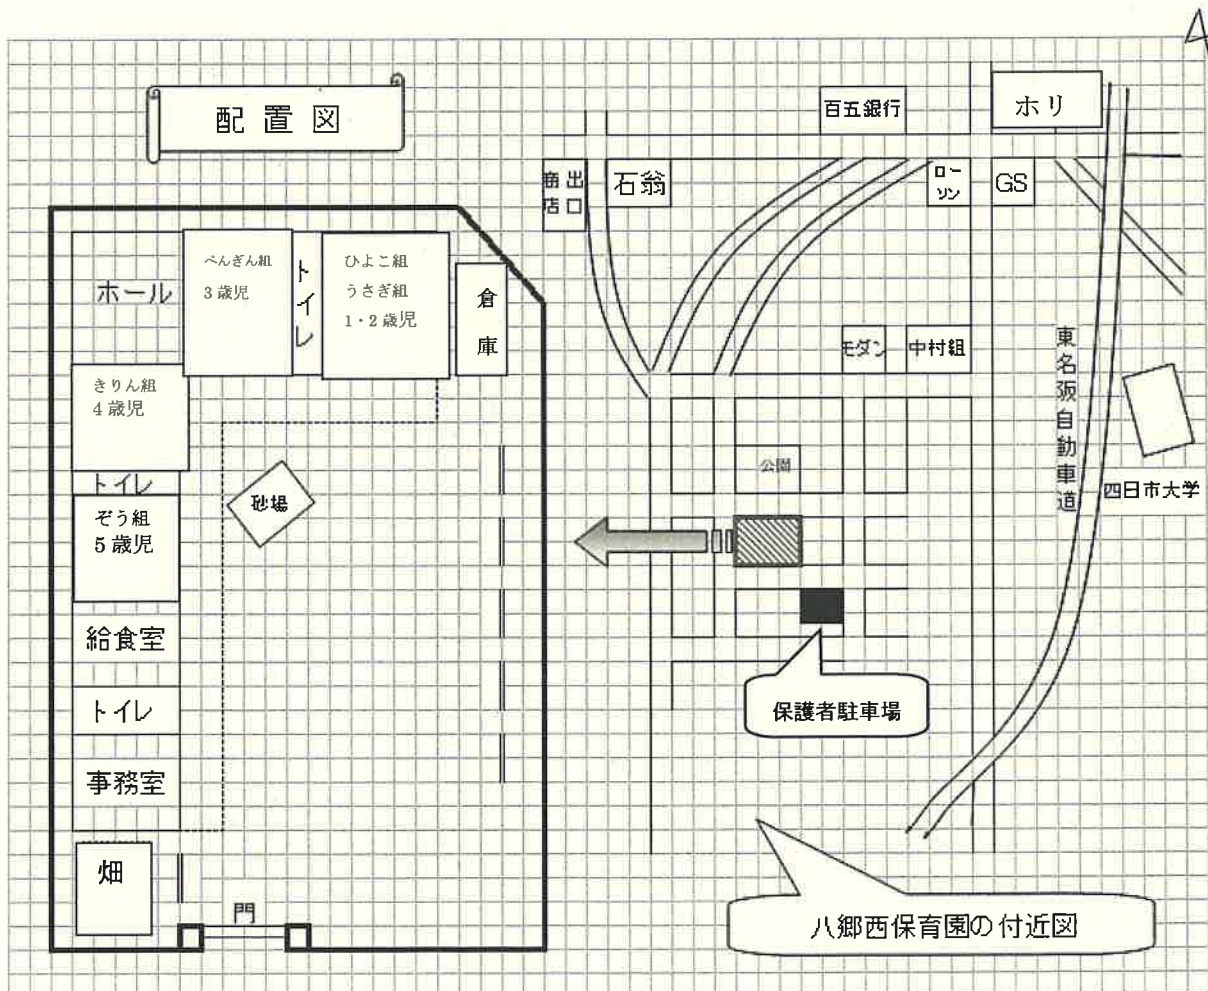 配置図
百五銀行
ホリ
出口
商店
石翁
ロー
ソン
GS
ホール
ぺんぎん組
3歳児
トイレ
ひよこ組
うさぎ組
1・2歳児
倉庫
モダン
中村組
東名阪自動車道
きりん組
4歳児
公園
トイレ
四日市大学
砂場
ぞう組
5歳児
給食室
トイレ
保護者駐車場
事務室
畑
門
八郷西保育園の付近図